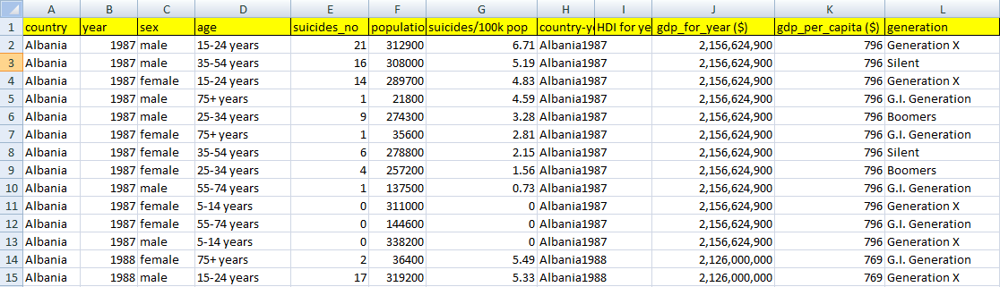 A B C D E F G H I J K L
1 country year sex age suicides_no populatio suicides/100k pop country-y HDI for ye gdp_for_year ($) gdp_per_capita ($) generation
2 Albania 1987 male 15-24 years 21 312900 6.71 Albania1987 2,156,624,900 796 Generation X
3 Albania 1987 male 35-54 years 16 308000 5.19 Albania1987 2,156,624,900 796 Silent
4 Albania 1987 female 15-24 years 14 289700 4.83 Albania1987 2,156,624,900 796 Generation X
5 Albania 1987 male 75+ years 1 21800 4.59 Albania1987 2,156,624,900 796 G.I. Generation
6 Albania 1987 male 25-34 years 9 274300 3.28 Albania1987 2,156,624,900 796 Boomers
7 Albania 1987 female 75+ years 1 35600 2.81 Albania1987 2,156,624,900 796 G.I. Generation
8 Albania 1987 female 35-54 years 6 278800 2.15 Albania1987 2,156,624,900 796 Silent
9 Albania 1987 female 25-34 years 4 257200 1.56 Albania1987 2,156,624,900 796 Boomers
10 Albania 1987 male 55-74 years 1 137500 0.73 Albania1987 2,156,624,900 796 G.I. Generation
11 Albania 1987 female 5-14 years 0 311000 0 Albania1987 2,156,624,900 796 Generation X
12 Albania 1987 female 55-74 years 0 144600 0 Albania1987 2,156,624,900 796 G.I. Generation
13 Albania 1987 male 5-14 years 0 338200 0 Albania1987 2,156,624,900 796 Generation X
14 Albania 1988 female 75+ years 2 36400 5.49 Albania1988 2,126,000,000 769 G.I. Generation
15 Albania 1988 male 15-24 years 17 319200 5.33 Albania1988 2,126,000,000 769 Generation X